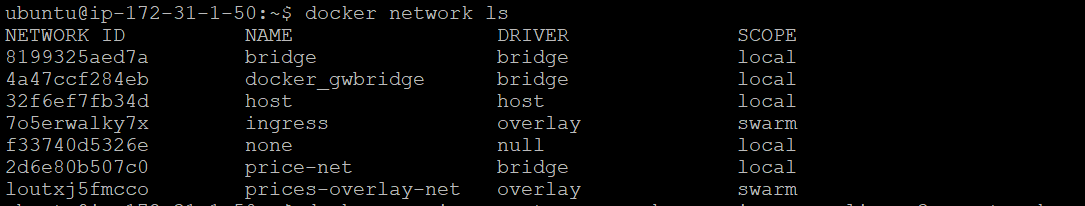 ubuntu@ip-172-31-1-50:~$ docker network ls
NETWORK ID NAME DRIVER SCOPE
8199325aed7a bridge bridge local
4a47ccf284eb docker_gwbridge bridge local
32f6ef7fb34d host host local
7o5erwalky7x ingress overlay swarm
f33740d5326e none null local
2d6e80b507c0 price-net bridge local
loutxj5fmcco prices-overlay-net overlay swarm